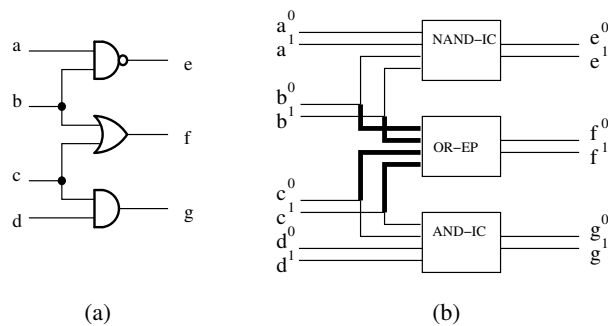 a
b
c
d
e
f
g
(a)
a⁰
a¹
b⁰
b¹
c⁰
c¹
d⁰
d¹
NAND-IC
OR-EP
AND-IC
e⁰
e¹
f⁰
f¹
g⁰
g¹
(b)